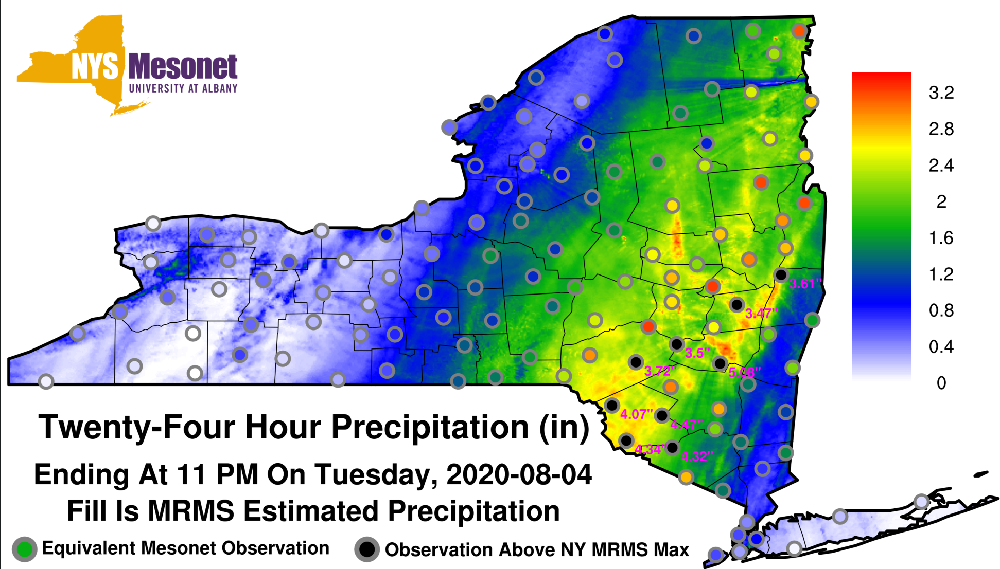 NYS Mesonet
UNIVERSITY AT ALBANY
3.2
2.8
2.4
2
1.6
1.2
0.8
0.4
0
3.61"
3.47"
3.5"
3.72"
5.08"
4.07"
4.47"
4.34"
4.32"
Twenty-Four Hour Precipitation (in)
Ending At 11 PM On Tuesday, 2020-08-04
Fill Is MRMS Estimated Precipitation
Equivalent Mesonet Observation
Observation Above NY MRMS Max